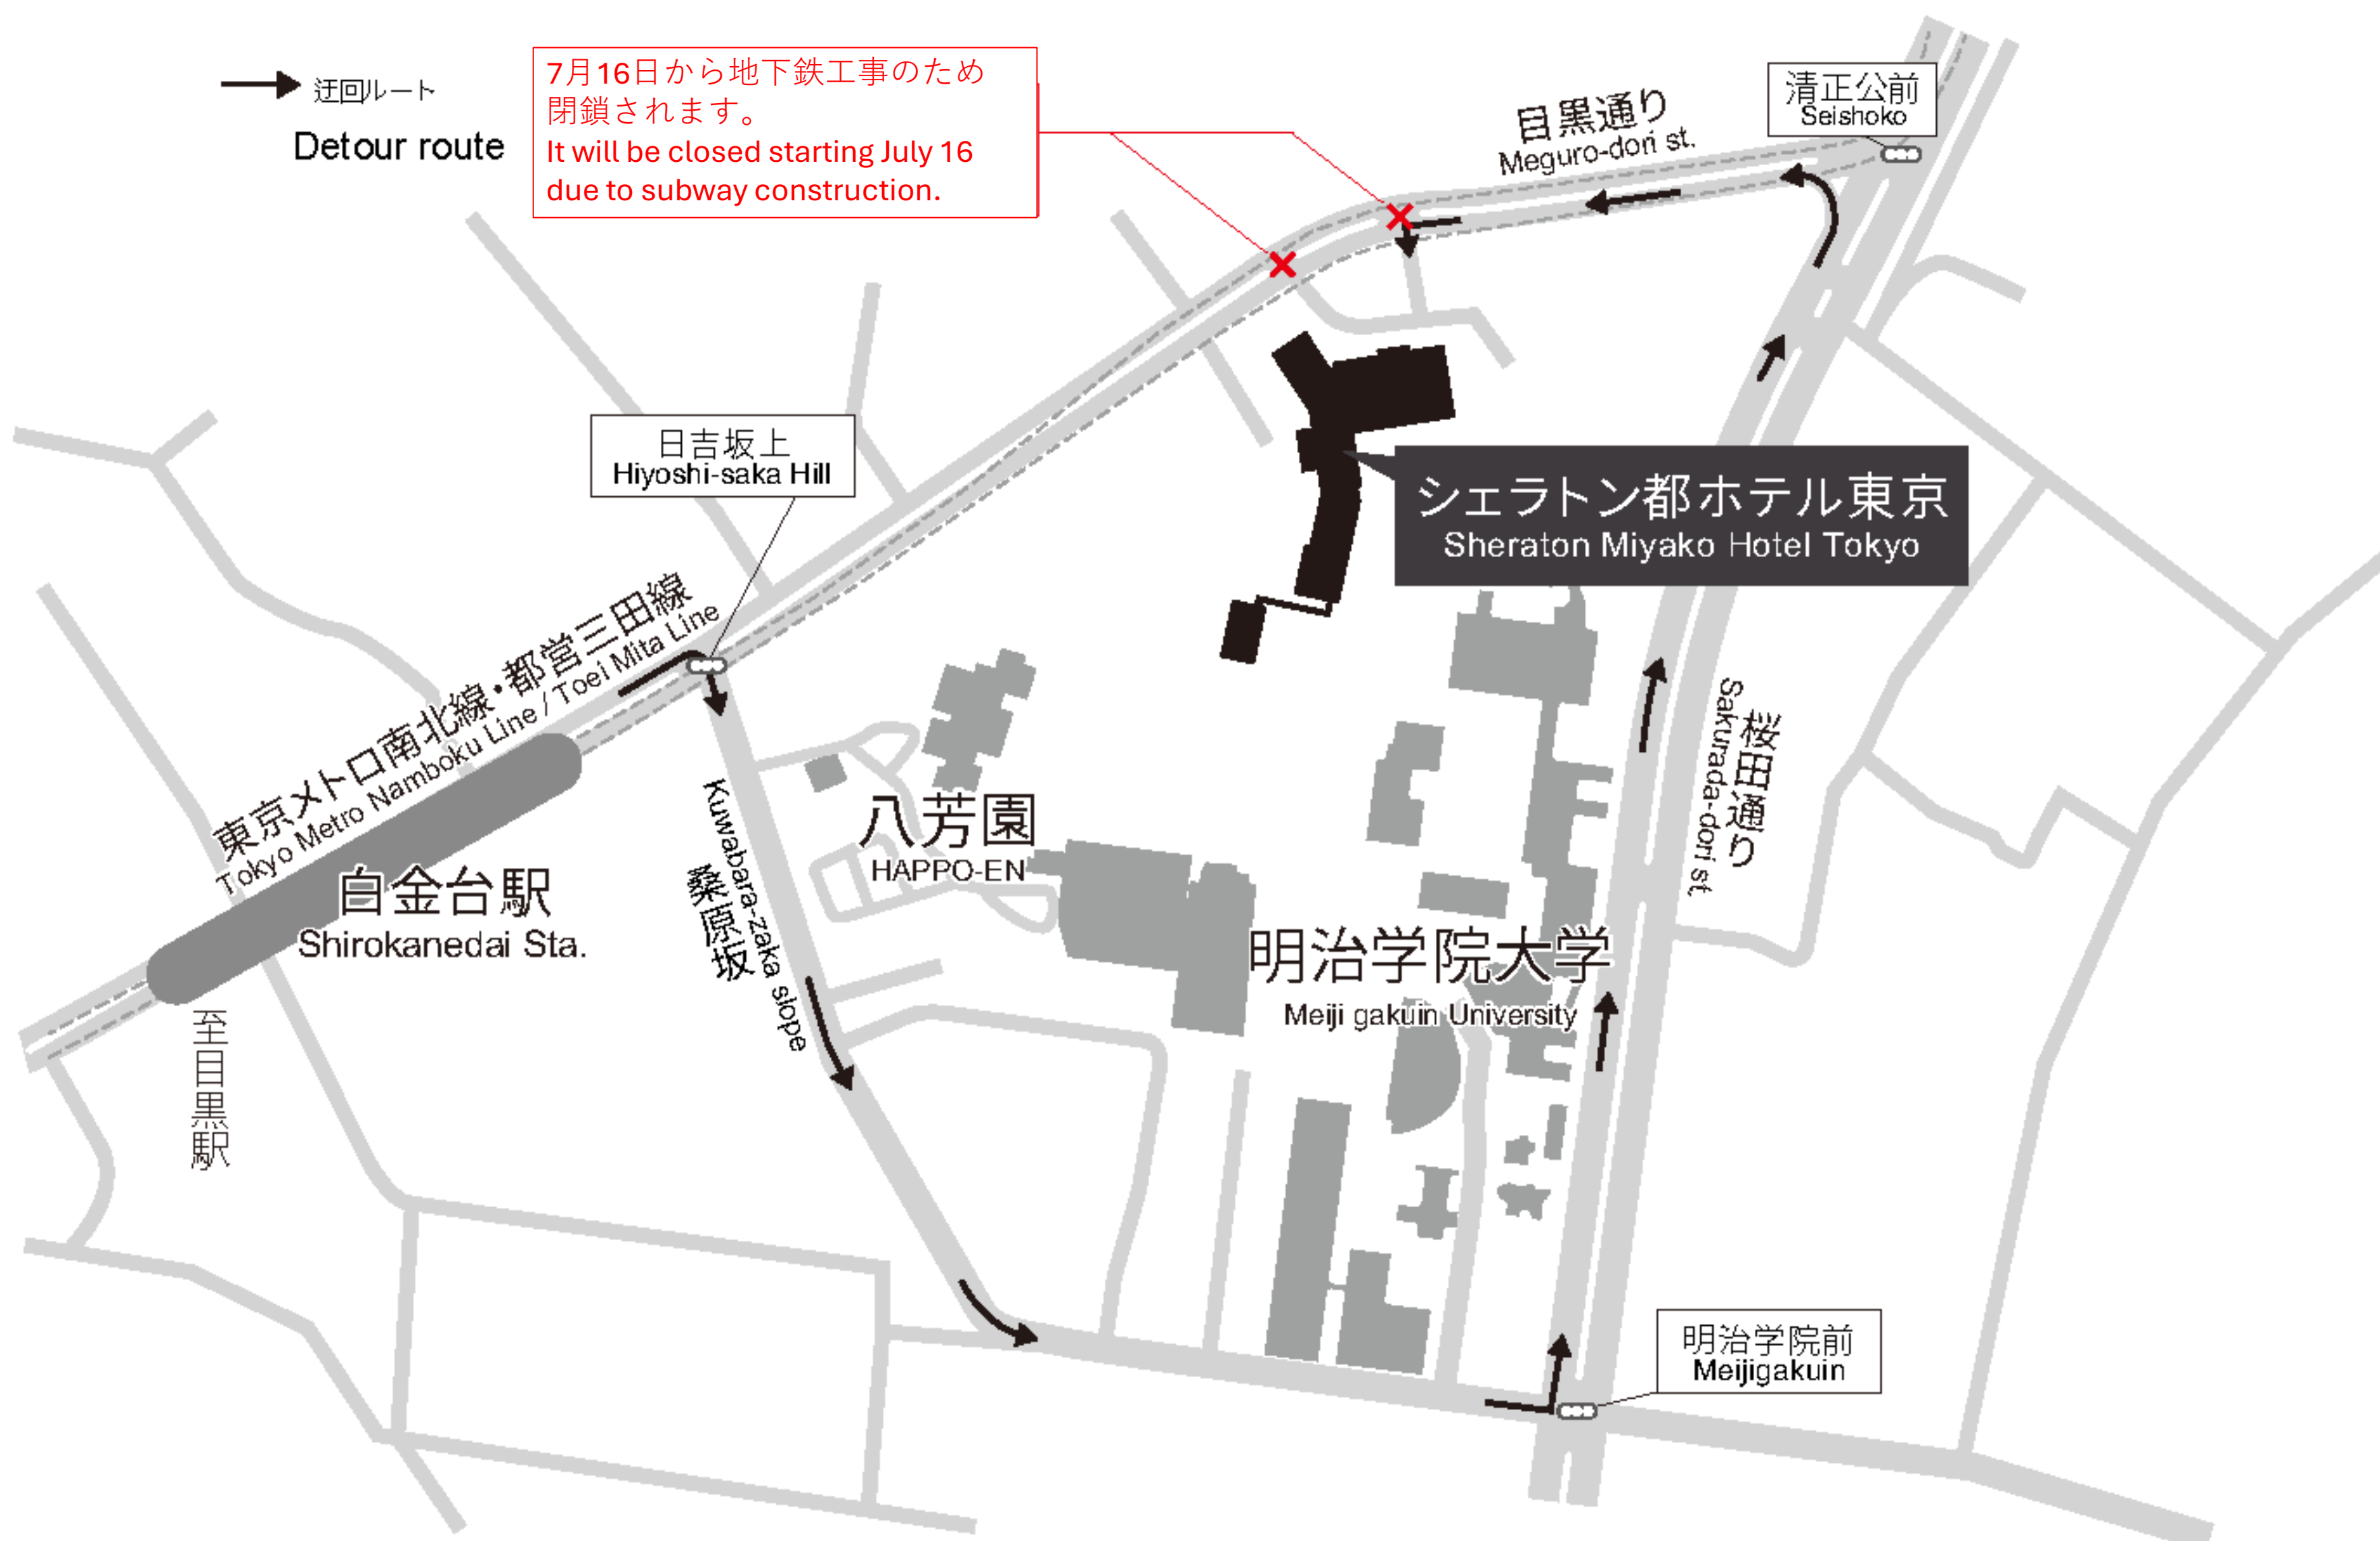 迂回ルート
Detour route
7月16日から地下鉄工事のため
閉鎖されます。
It will be closed starting July 16
due to subway construction.
目黒通り
Meguro-dori st.
清正公前
Seishoko
日吉坂上
Hiyoshi-saka Hill
シェラトン都ホテル東京
Sheraton Miyako Hotel Tokyo
東京メトロ南北線・都営三田線
Tokyo Metro Namboku Line / Toei Mita Line
白金台駅
Shirokanedai Sta.
至目黒駅
Kuwabara-zaka slope
桑原坂
八芳園
HAPPO-EN
明治学院大学
Meiji gakuin University
桜田通り
Sakurada-dori st.
明治学院前
Meijigakuin